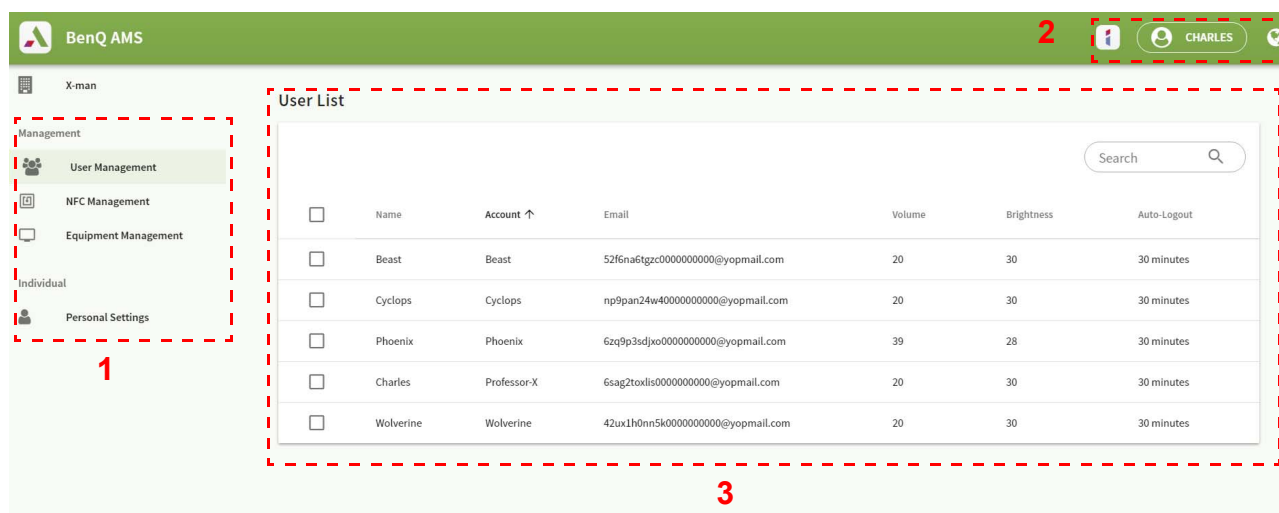 BenQ AMS
2
CHARLES
X-man
Management
User Management
NFC Management
Equipment Management
Individual
Personal Settings
1
User List
Search
Name Account ↑ Email Volume Brightness Auto-Logout
Beast Beast 52f6na6tgzc0000000000@yopmail.com 20 30 30 minutes
Cyclops Cyclops np9pan24w40000000000@yopmail.com 20 30 30 minutes
Phoenix Phoenix 6zq9p3sdjxo0000000000@yopmail.com 39 28 30 minutes
Charles Professor-X 6sag2toxlis0000000000@yopmail.com 20 30 30 minutes
Wolverine Wolverine 42ux1h0nn5k0000000000@yopmail.com 20 30 30 minutes
3